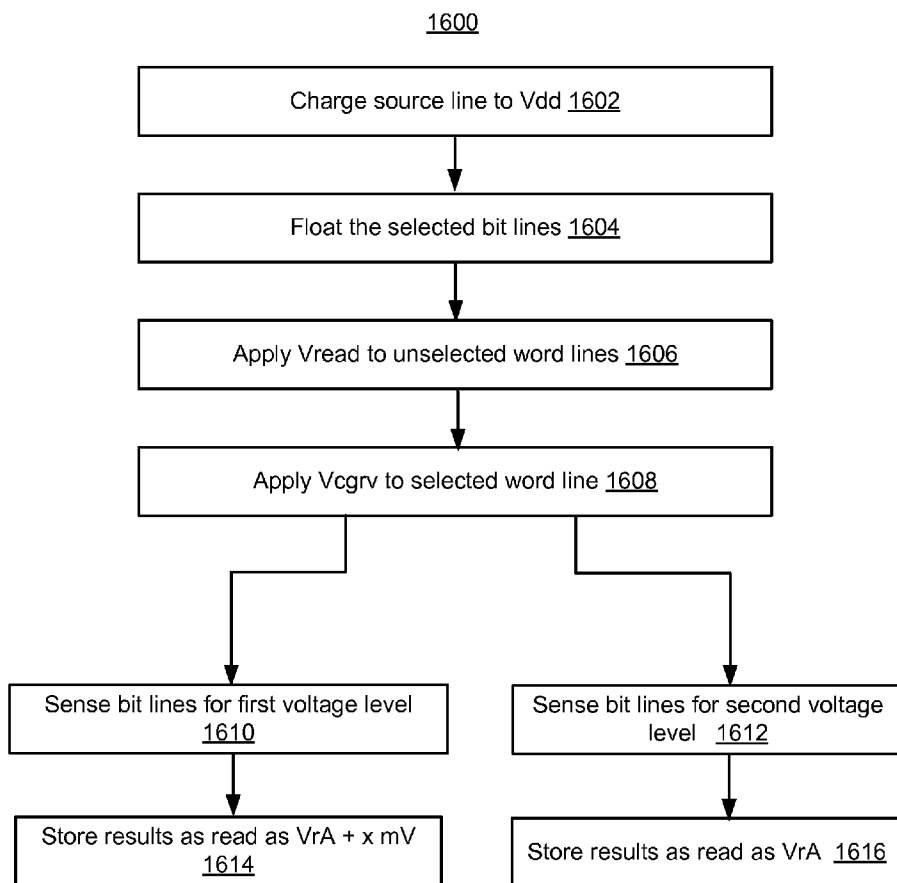 1600
Charge source line to Vdd 1602
Float the selected bit lines 1604
Apply Vread to unselected word lines 1606
Apply Vcgrv to selected word line 1608
Sense bit lines for first voltage level
1610
Sense bit lines for second voltage
level 1612
Store results as read as VrA + x mV
1614
Store results as read as VrA 1616